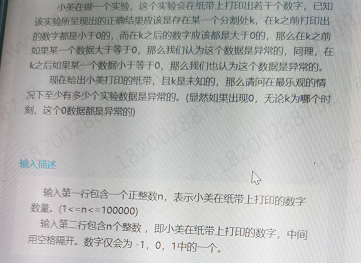 小美在做个实验,这个实验会在纸带上打印出若干个数字,已知
该实验所呈现出的正确结果应该是存在某一个分割处k,在k之前打印出
的数字都是小于0的,而在k之后的数字应该都是大于0的,那么在k之前
如果某一个数据大于等于0,那么我们认为这个数据是异常的,同理,在
k之后如果某一个数据小于等于0,那么我们也认为这个数据是异常的。
现在给出小美打印的纸带,且k是未知的,那么请问在最乐观的情
况下至少有多少个实验数据是异常的。(显然如果出现0,无论k为哪个时
刻,这个0数据都是异常的)
输入描述
输入第一行包含一个正整数n,表示小美在纸带上打印的数字
数量。(1<=n<=100000)
输入第二行包含n个整数,即小美在纸带上打印的数字,中间
用空格隔开。数字仅会为 -1,0,1中的一个。